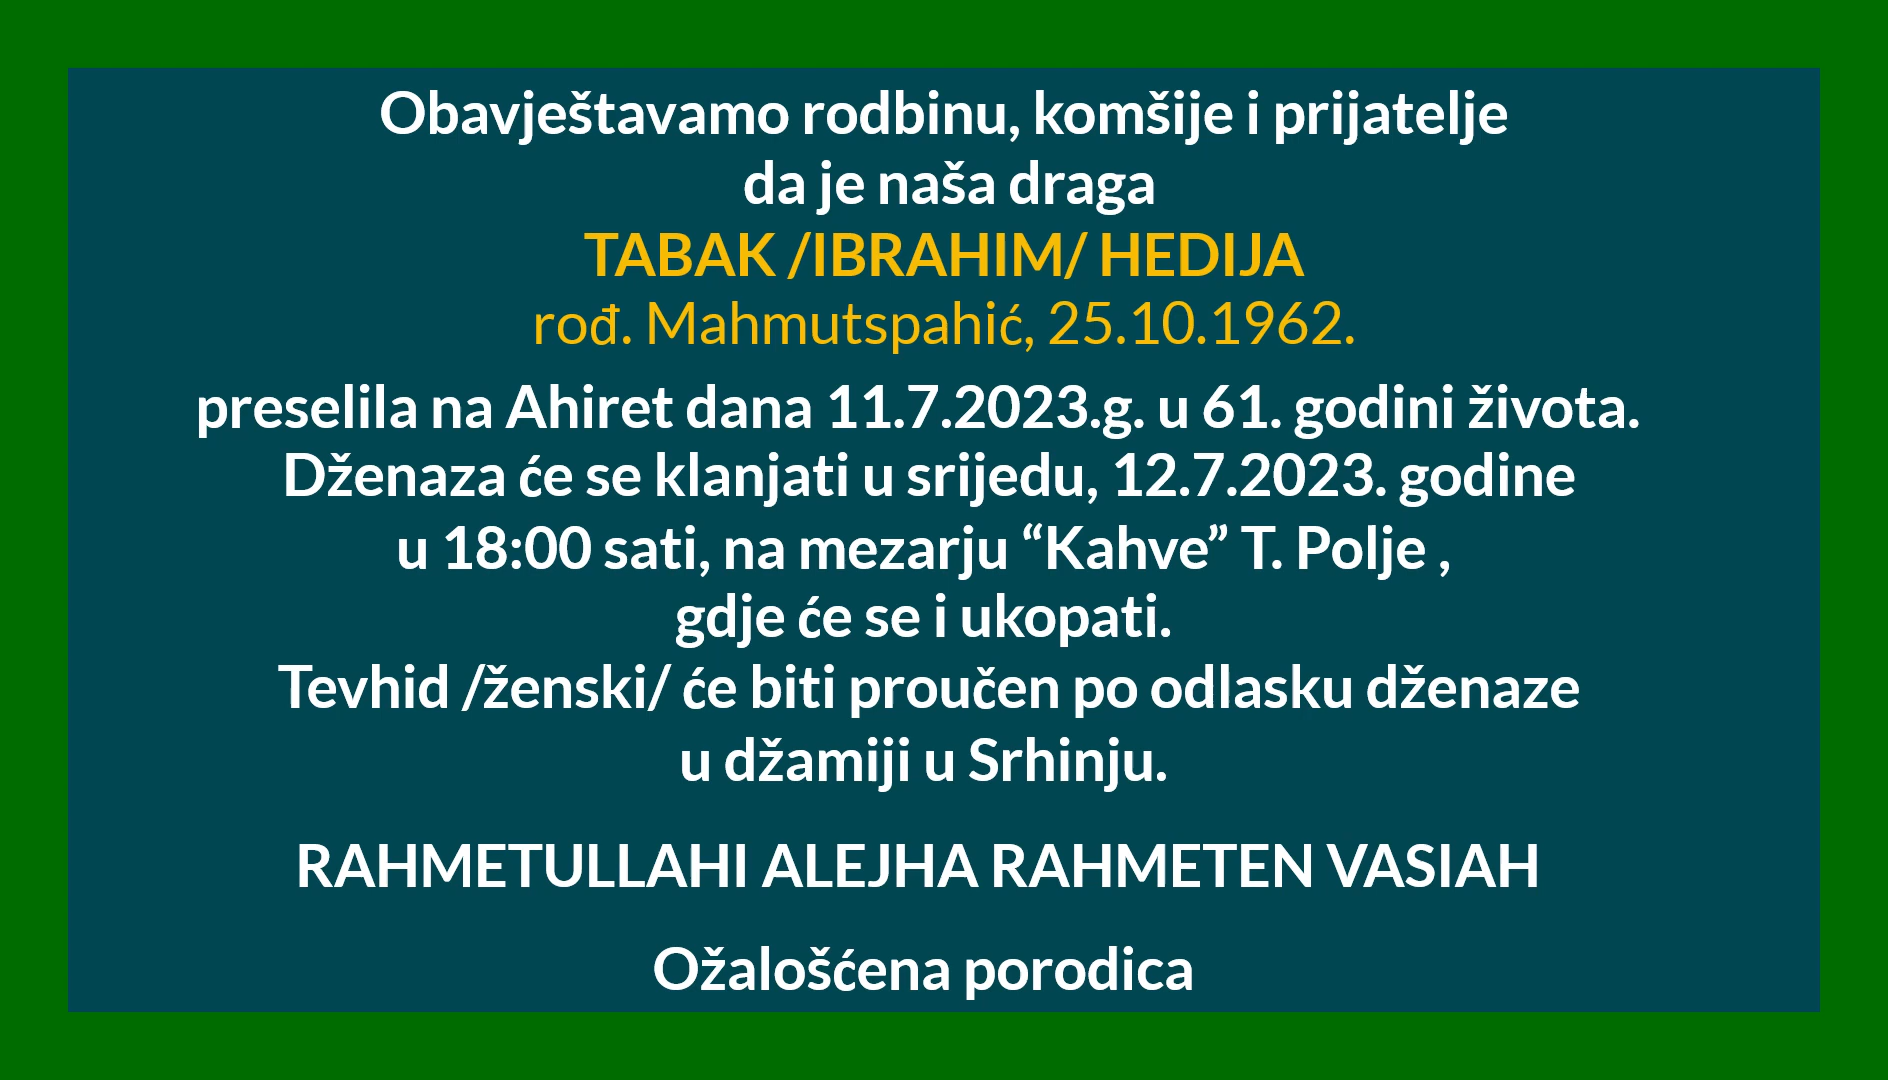 Obavještavamo rodbinu, komšije i prijatelje
da je naša draga
TABAK /IBRAHIM/ HEDIJA
rođ. Mahmutspahić, 25.10.1962.
preselila na Ahiret dana 11.7.2023.g. u 61. godini života.
Dženaza će se klanjati u srijedu, 12.7.2023. godine
u 18:00 sati, na mezarju “Kahve” T. Polje ,
gdje će se i ukopati.
Tevhid /ženski/ će biti proučen po odlasku dženaze
u džamiji u Srhinju.
RAHMETULLAHI ALEJHA RAHMETEN VASIAH
Ožalošćena porodica